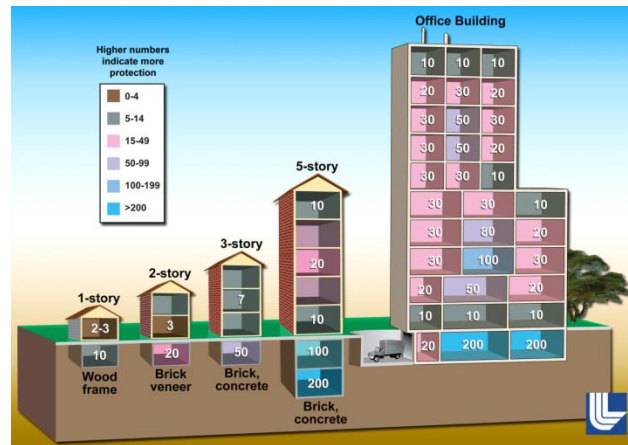 Office Building
Higher numbers
indicate more
protection
0-4
5-14
15-49
50-99
100-199
>200
10 10 10
20 30 30
30 50 30
30 50 20
30 30 10
5-story
10
20
10
100
200
Brick,
concrete
3-story
7
50
Brick,
concrete
2-story
3
20
Brick
veneer
1-story
2-3
10
Wood
frame
30 30 10
30 80 20
30 100 30
20 50 20
10 10 10
20 200 200